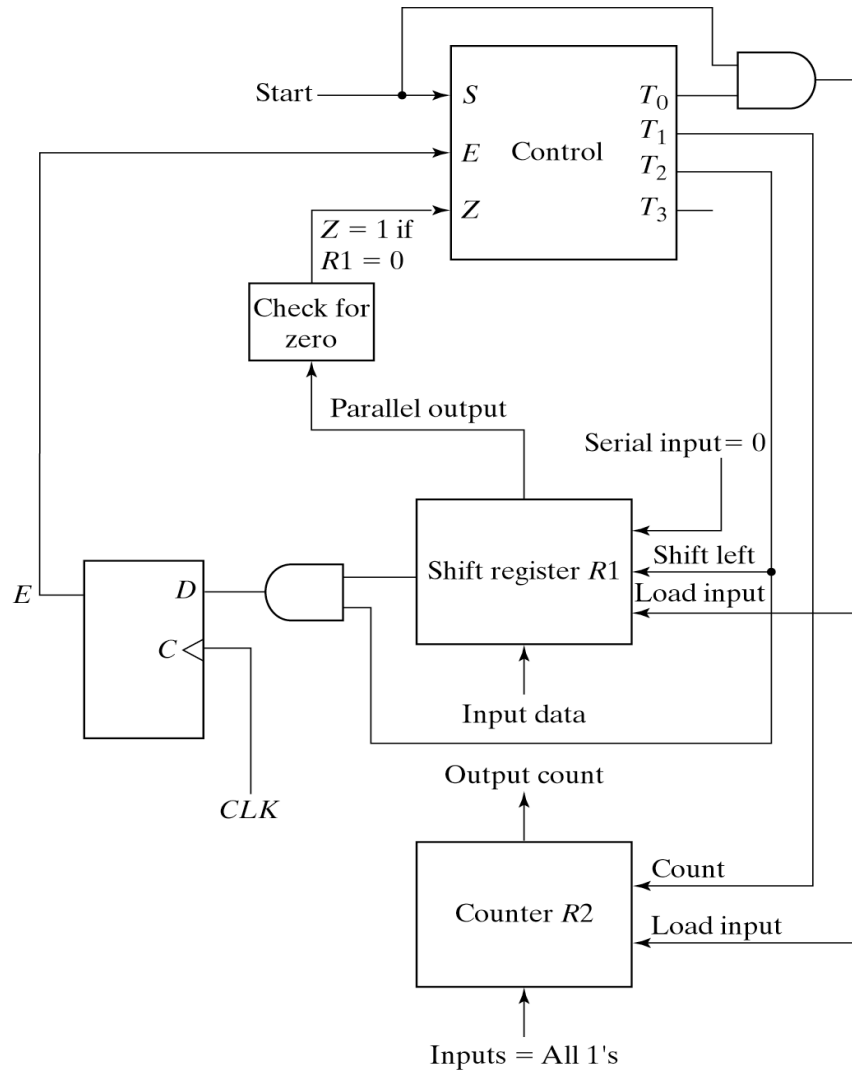 Start
S
E
Z
Control
T0
T1
T2
T3
Z = 1 if
R1 = 0
Check for
zero
Parallel output
Serial input= 0
Shift register R1
Shift left
Load input
E
D
C
CLK
Input data
Output count
Counter R2
Count
Load input
Inputs = All 1's